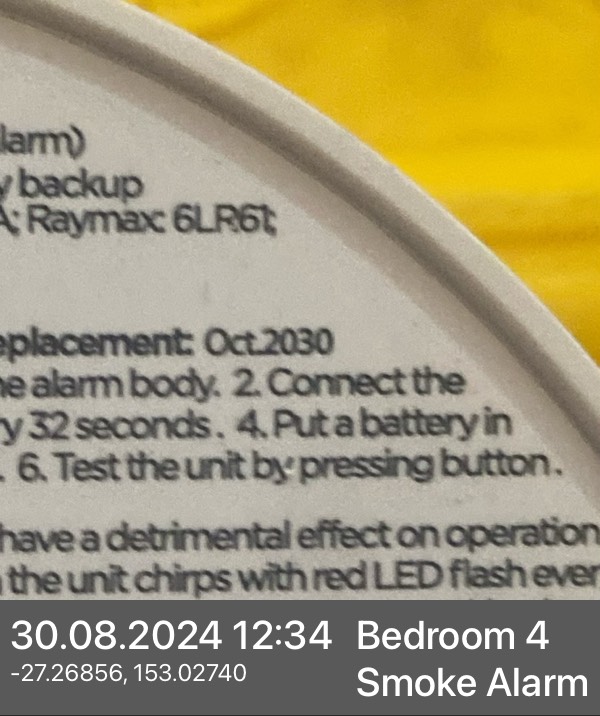 larm)
y backup
A; Raymax: 6LR61;
eplacement: Oct.2030
he alarm body. 2. Connect the
ry 32 seconds. 4. Put a battery in
. 6. Test the unit by pressing button.
have a detrimental effect on operation
the unit chirps with red LED flash ever
30.08.2024 12:34
-27.26856, 153.02740
Bedroom 4
Smoke Alarm